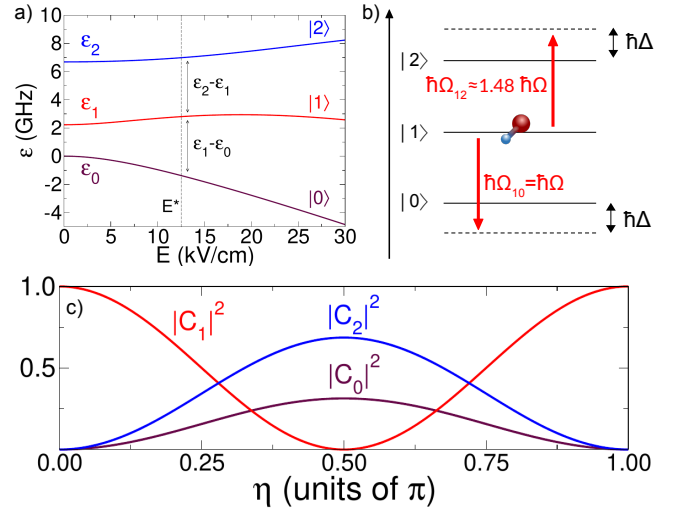 a)
10
8
6
4
2
0
-2
-4
ε (GHz)
ε₂
ε₁
ε₀
|2⟩
|1⟩
|0⟩
ε₂-ε₁
ε₁-ε₀
E*
0 5 10 15 20 25 30
E (kV/cm)
b)
|2⟩
|1⟩
|0⟩
ħΔ
ħΩ₁₂≈1.48 ħΩ
ħΩ₁₀=ħΩ
ħΔ
c)
1.0
0.5
0
|C₁|²
|C₂|²
|C₀|²
0.00 0.25 0.50 0.75 1.00
η (units of π)